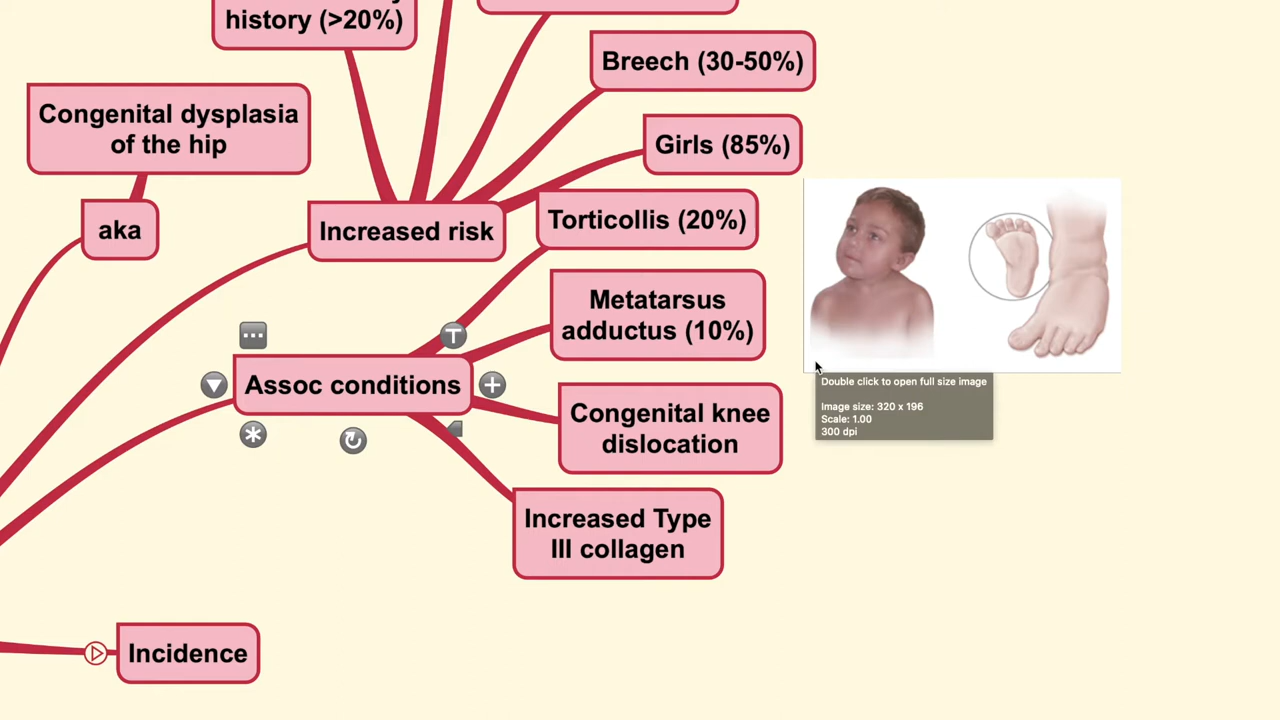 history (>20%)
Breech (30-50%)
Congenital dysplasia
of the hip
Girls (85%)
aka
Increased risk
Torticollis (20%)
Metatarsus
adductus (10%)
Assoc conditions
Double click to open full size image
Image size: 320 x 196
Scale: 1.00
300 dpi
Congenital knee
dislocation
Increased Type
III collagen
Incidence